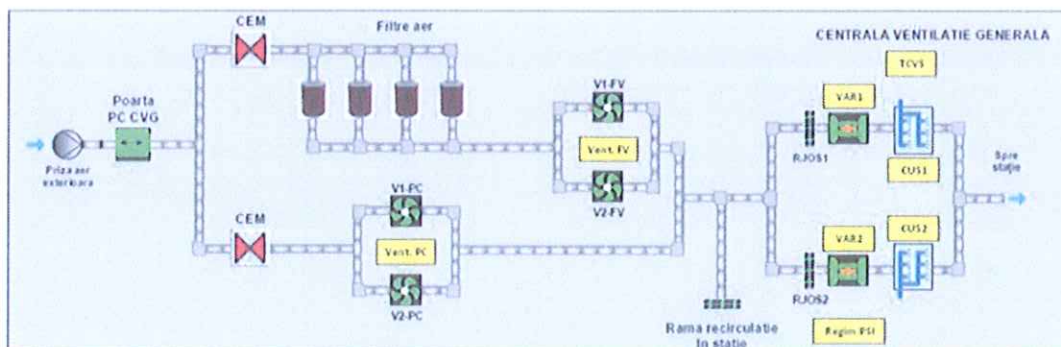 CEM
Filtre aer
CENTRALA VENTILATIE GENERALA
TCVS
V1-FV
VAR1
Poarta
PC CVG
Vent. FV
RJOS1
CUS1
Spre
statie
Priza aer
exterioara
V2-FV
CEM
V1-PC
Vent. PC
VAR2
CUS2
V2-PC
RJOS2
Rama recirculatie
In statie
Regim PSI